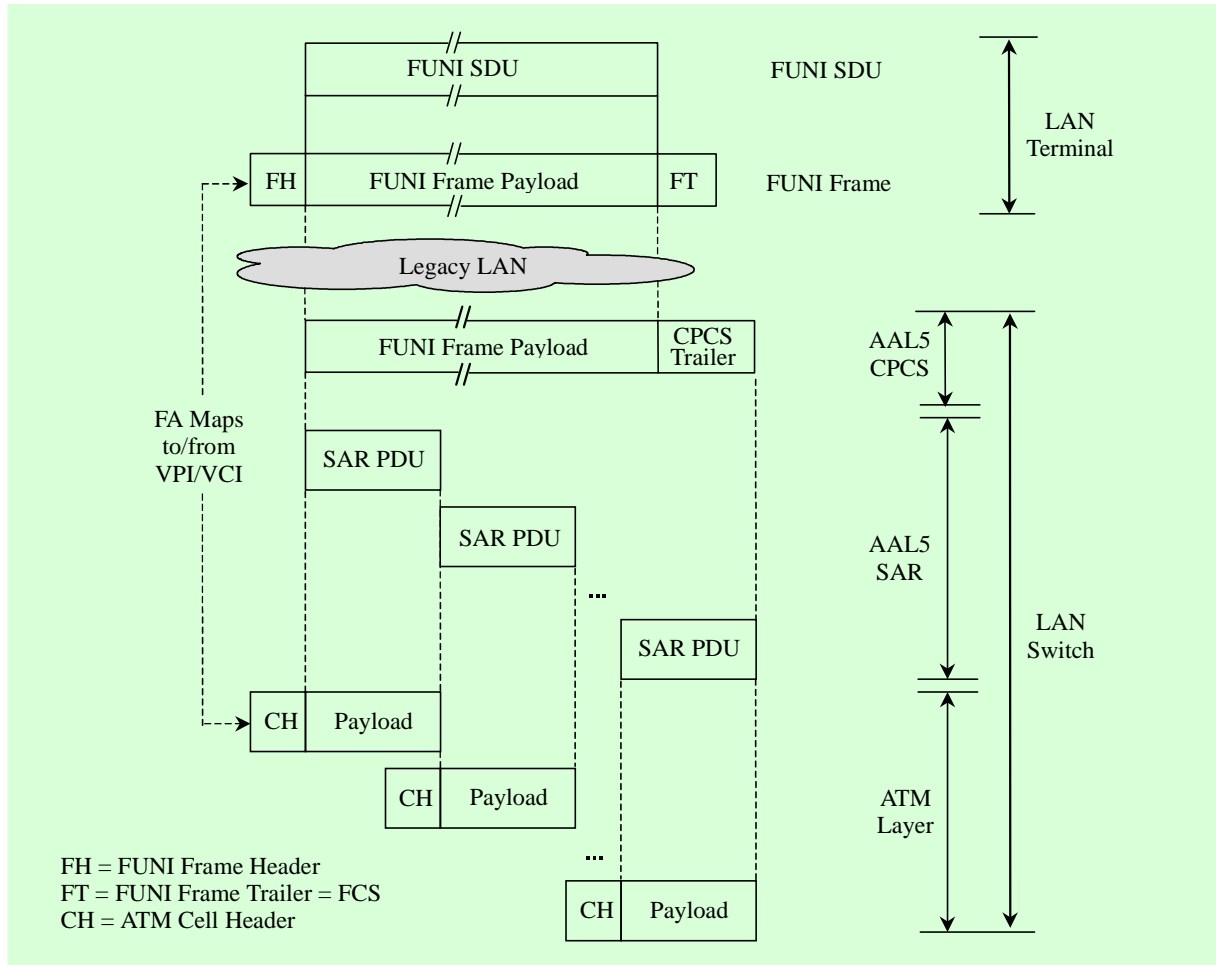 FUNI SDU
FUNI SDU
LAN
Terminal
FH
FUNI Frame Payload
FT
FUNI Frame
Legacy LAN
FUNI Frame Payload
CPCS
Trailer
AAL5
CPCS
FA Maps
to/from
VPI/VCI
SAR PDU
SAR PDU
AAL5
SAR
...
SAR PDU
LAN
Switch
CH
Payload
CH
Payload
ATM
Layer
...
CH
Payload
FH = FUNI Frame Header
FT = FUNI Frame Trailer = FCS
CH = ATM Cell Header